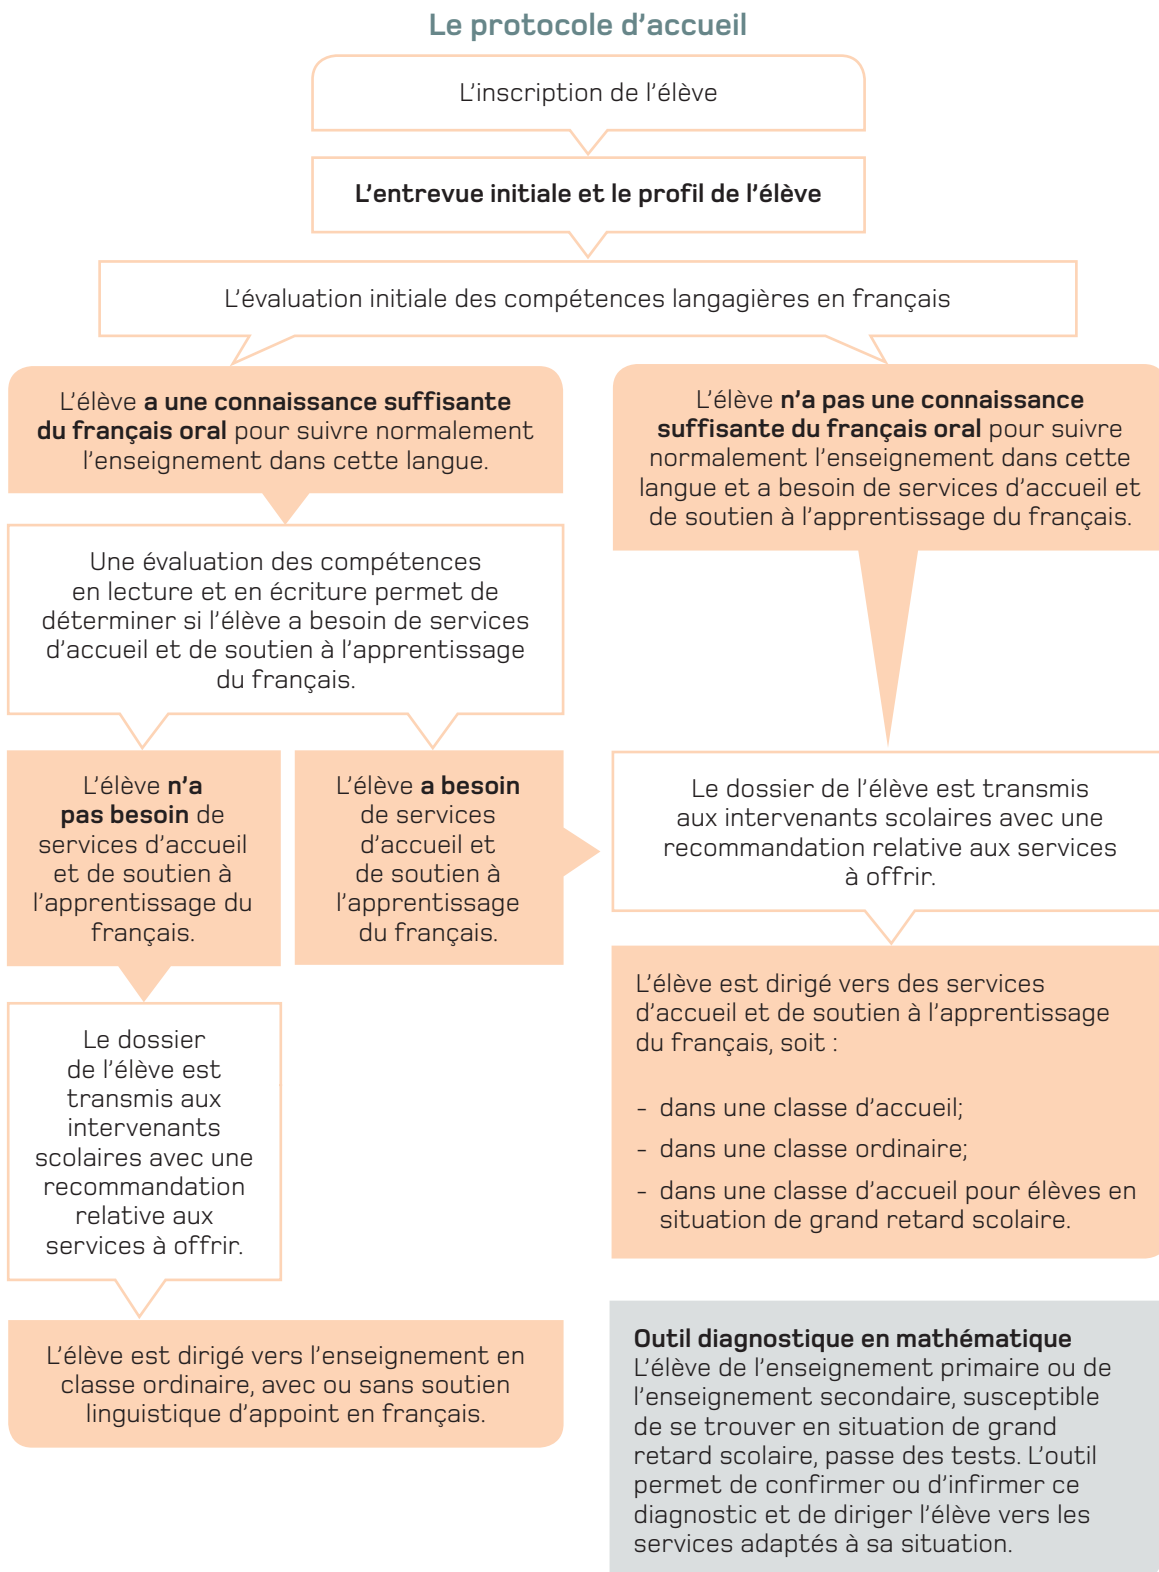 Le protocole d'accueil
L'inscription de l'élève
L'entrevue initiale et le profil de l'élève
L'évaluation initiale des compétences langagières en français
L'élève a une connaissance suffisante
du français oral pour suivre normalement
l'enseignement dans cette langue.
Une évaluation des compétences
en lecture et en écriture permet de
déterminer si l'élève a besoin de services
d'accueil et de soutien à l'apprentissage
du français.
L'élève n'a
pas besoin de
services d'accueil
et de soutien à
l'apprentissage du
français.
L'élève a besoin
de services
d'accueil et
de soutien à
l'apprentissage
du français.
Le dossier
de l'élève est
transmis aux
intervenants
scolaires avec une
recommandation
relative aux
services à offrir.
L'élève est dirigé vers l'enseignement en
classe ordinaire, avec ou sans soutien
linguistique d'appoint en français.
L'élève n'a pas une connaissance
suffisante du français oral pour suivre
normalement l'enseignement dans cette
langue et a besoin de services d'accueil et
de soutien à l'apprentissage du français.
Le dossier de l'élève est transmis
aux intervenants scolaires avec une
recommandation relative aux services
à offrir.
L'élève est dirigé vers des services
d'accueil et de soutien à l'apprentissage
du français, soit :
- dans une classe d'accueil;
- dans une classe ordinaire;
- dans une classe d'accueil pour élèves en
situation de grand retard scolaire.
Outil diagnostique en mathématique
L'élève de l'enseignement primaire ou de
l'enseignement secondaire, susceptible
de se trouver en situation de grand
retard scolaire, passe des tests. L'outil
permet de confirmer ou d'infirmer ce
diagnostic et de diriger l'élève vers les
services adaptés à sa situation.